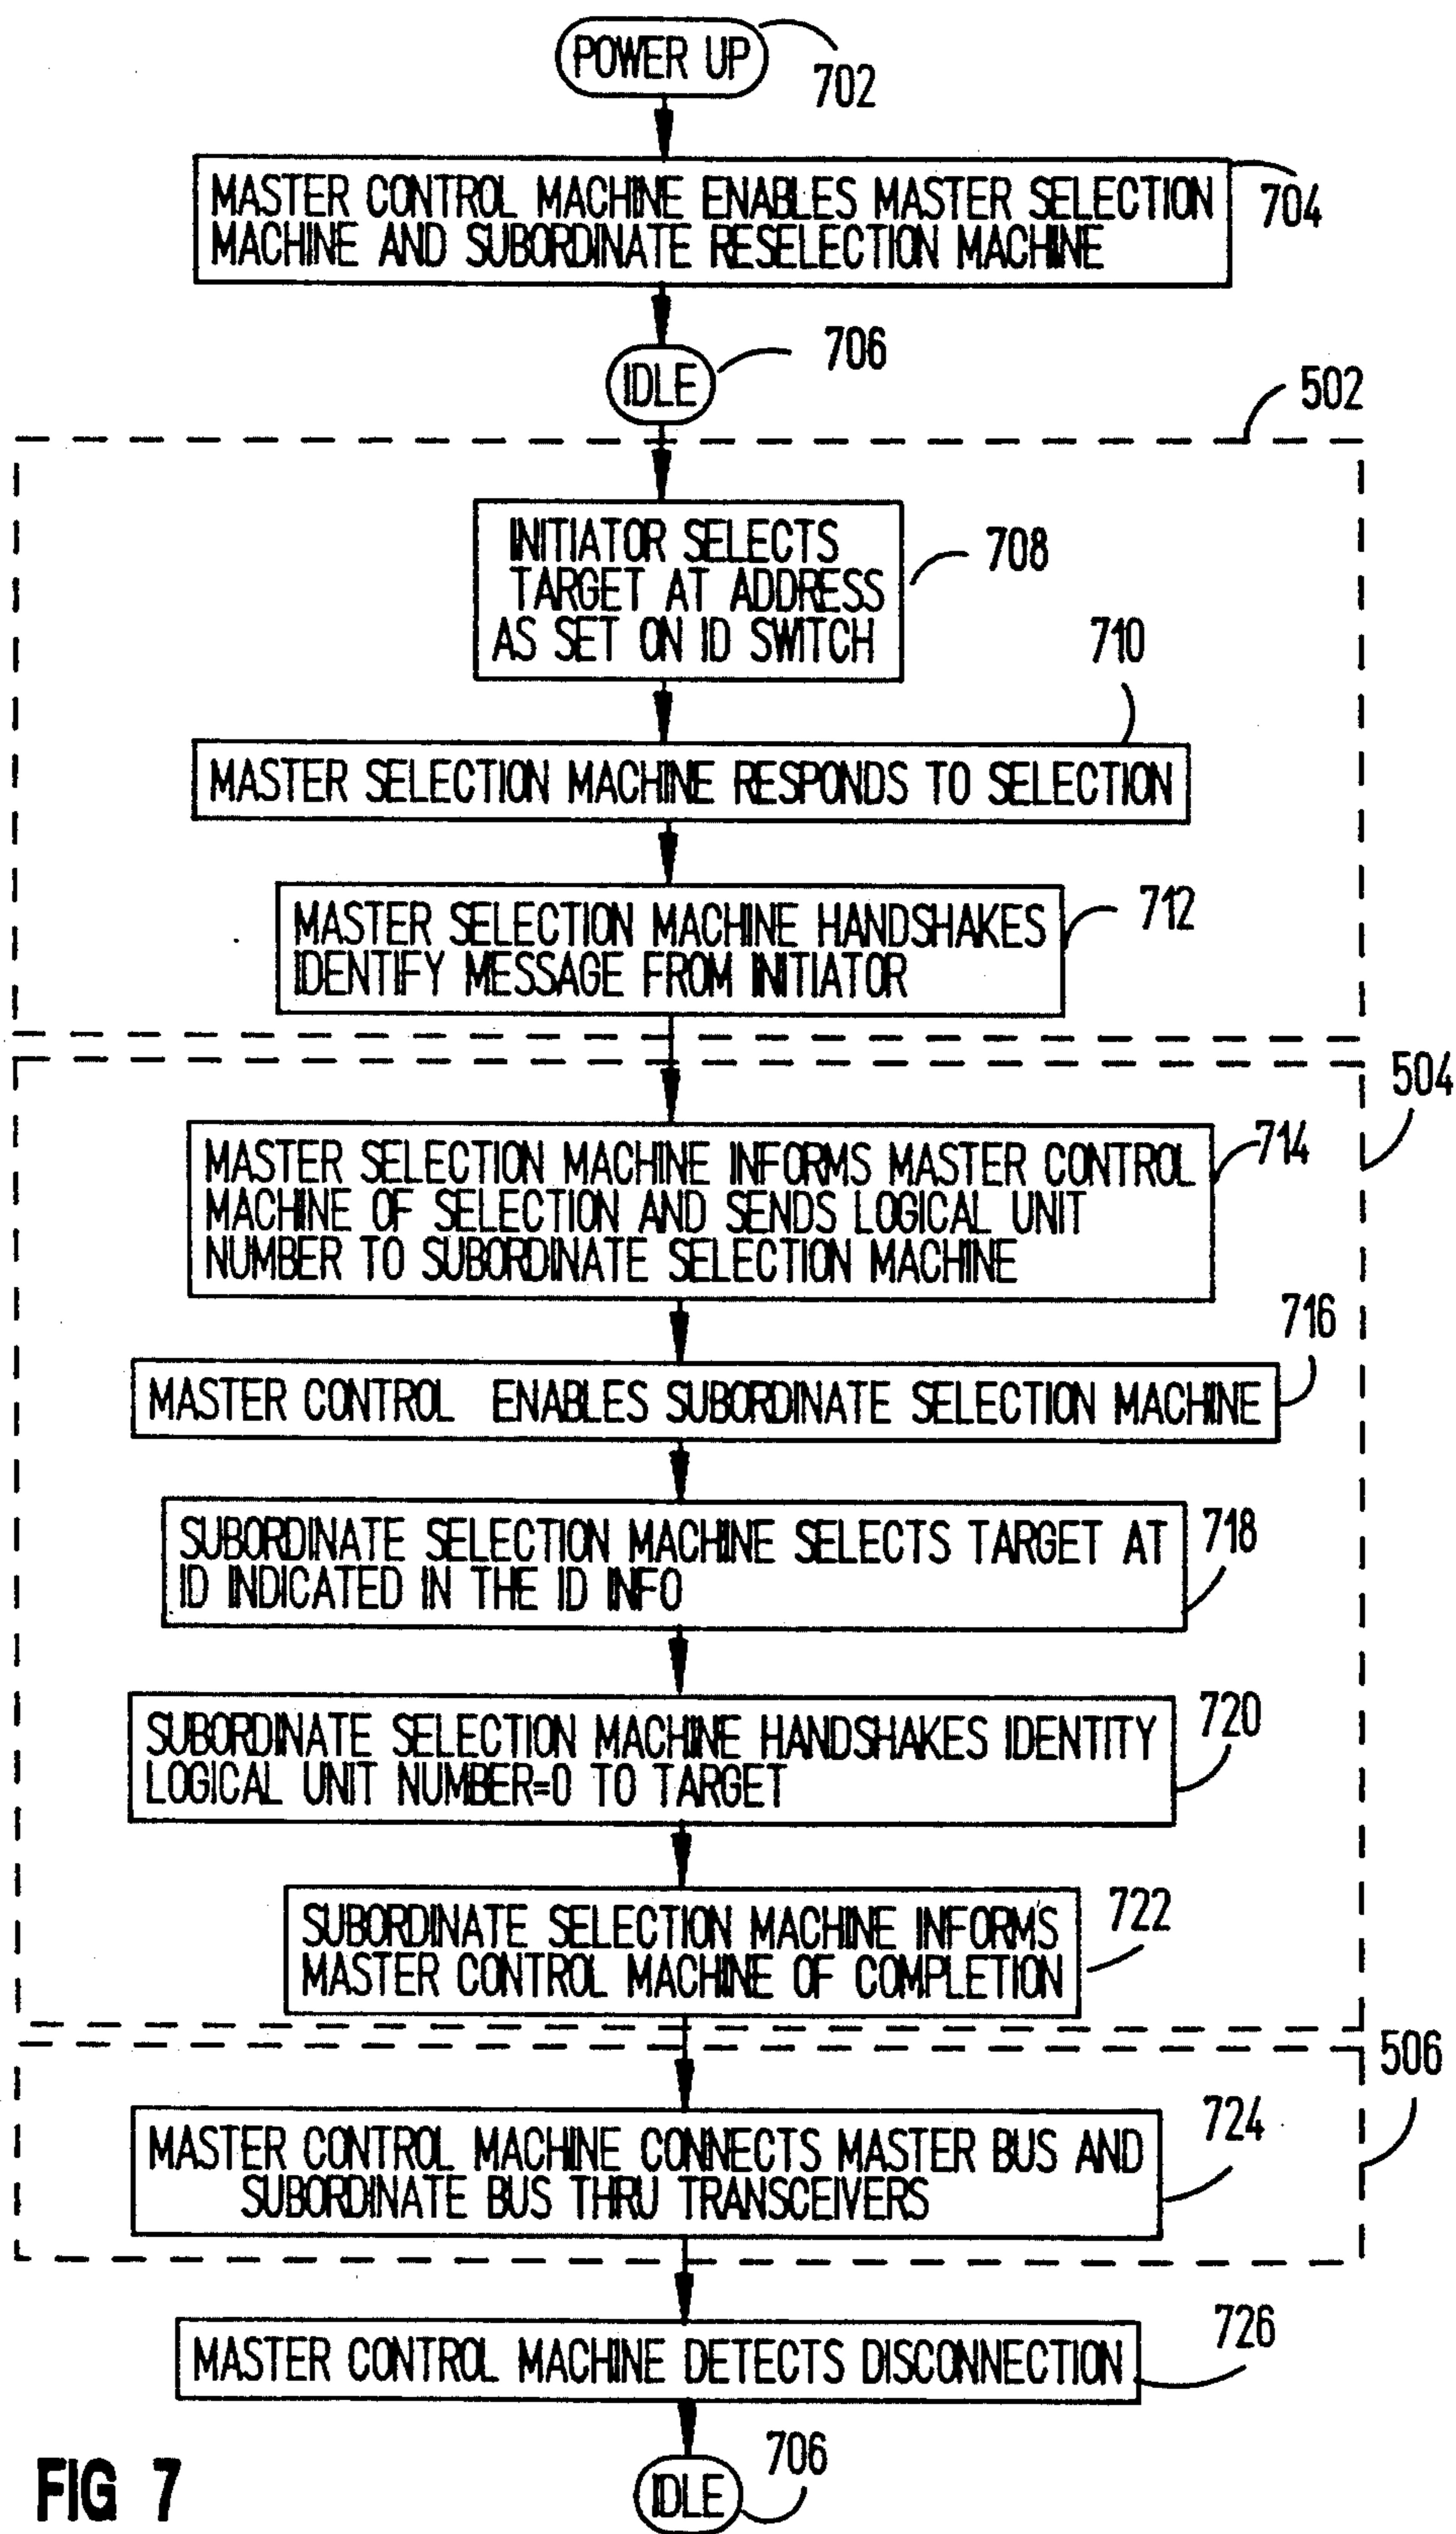 POWER UP
702
MASTER CONTROL MACHINE ENABLES MASTER SELECTION
MACHINE AND SUBORDINATE RESELECTION MACHINE
704
IDLE
706
502
INITIATOR SELECTS
TARGET AT ADDRESS
AS SET ON ID SWITCH
708
710
MASTER SELECTION MACHINE RESPONDS TO SELECTION
MASTER SELECTION MACHINE HANDSHAKES
IDENTIFY MESSAGE FROM INITIATOR
712
504
MASTER SELECTION MACHINE INFORMS MASTER CONTROL
MACHINE OF SELECTION AND SENDS LOGICAL UNIT
NUMBER TO SUBORDINATE SELECTION MACHINE
714
716
MASTER CONTROL ENABLES SUBORDINATE SELECTION MACHINE
SUBORDINATE SELECTION MACHINE SELECTS TARGET AT
ID INDICATED IN THE ID INFO
718
SUBORDINATE SELECTION MACHINE HANDSHAKES IDENTITY
LOGICAL UNIT NUMBER=0 TO TARGET
720
SUBORDINATE SELECTION MACHINE INFORMS
MASTER CONTROL MACHINE OF COMPLETION
722
506
MASTER CONTROL MACHINE CONNECTS MASTER BUS AND
SUBORDINATE BUS THRU TRANSCEIVERS
724
MASTER CONTROL MACHINE DETECTS DISCONNECTION
726
IDLE
706
FIG 7